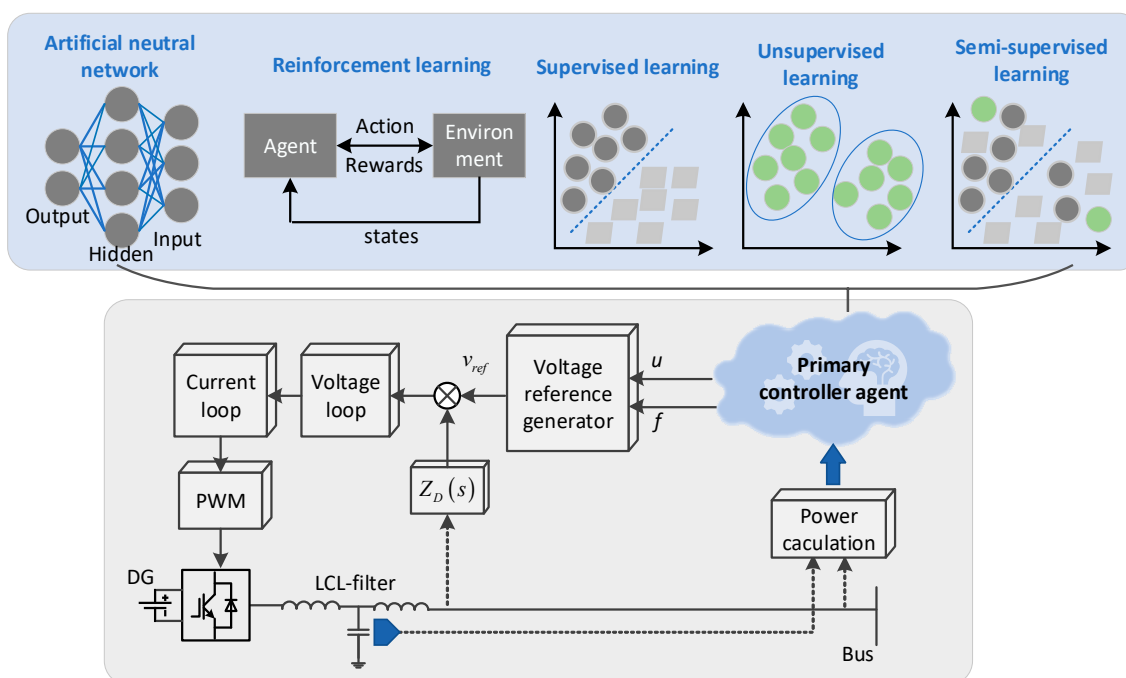 Artificial neutral
network
Output
Hidden
Input
Reinforcement learning
Agent
Action
Rewards
Environ
ment
states
Supervised learning
Unsupervised
learning
Semi-supervised
learning
Current
loop
Voltage
loop
v_ref
Voltage
reference
generator
u
f
Primary
controller agent
PWM
Z_D(s)
Power
caculation
DG
LCL-filter
Bus